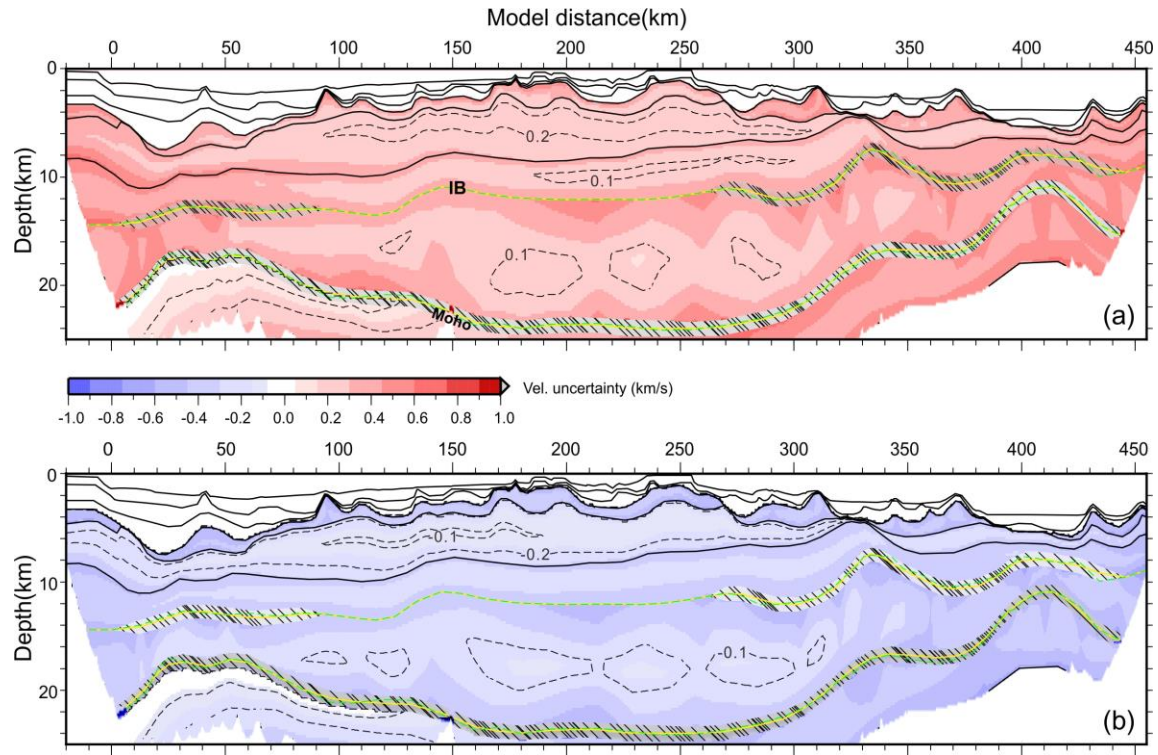 Model distance(km)
0 50 100 150 200 250 300 350 400 450
0
10
20
Depth(km)
0.2
0.1
IB
0.1
Moho
(a)
Vel. uncertainty (km/s)
-1.0 -0.8 -0.6 -0.4 -0.2 0.0 0.2 0.4 0.6 0.8 1.0
0 50 100 150 200 250 300 350 400 450
0
10
20
Depth(km)
-0.1
-0.2
-0.1
(b)